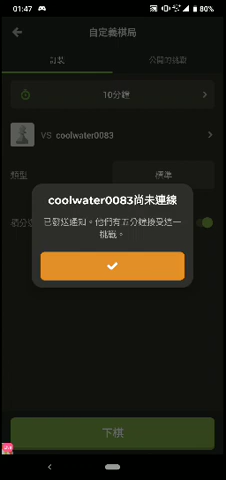 01:47
80%
自定義棋局
訂製
公開的挑戰
10分鐘
VS coolwater0083
類型
標準
coolwater0083尚未連線
已發送通知。他們有五分鐘接受這一
挑戰。
下棋